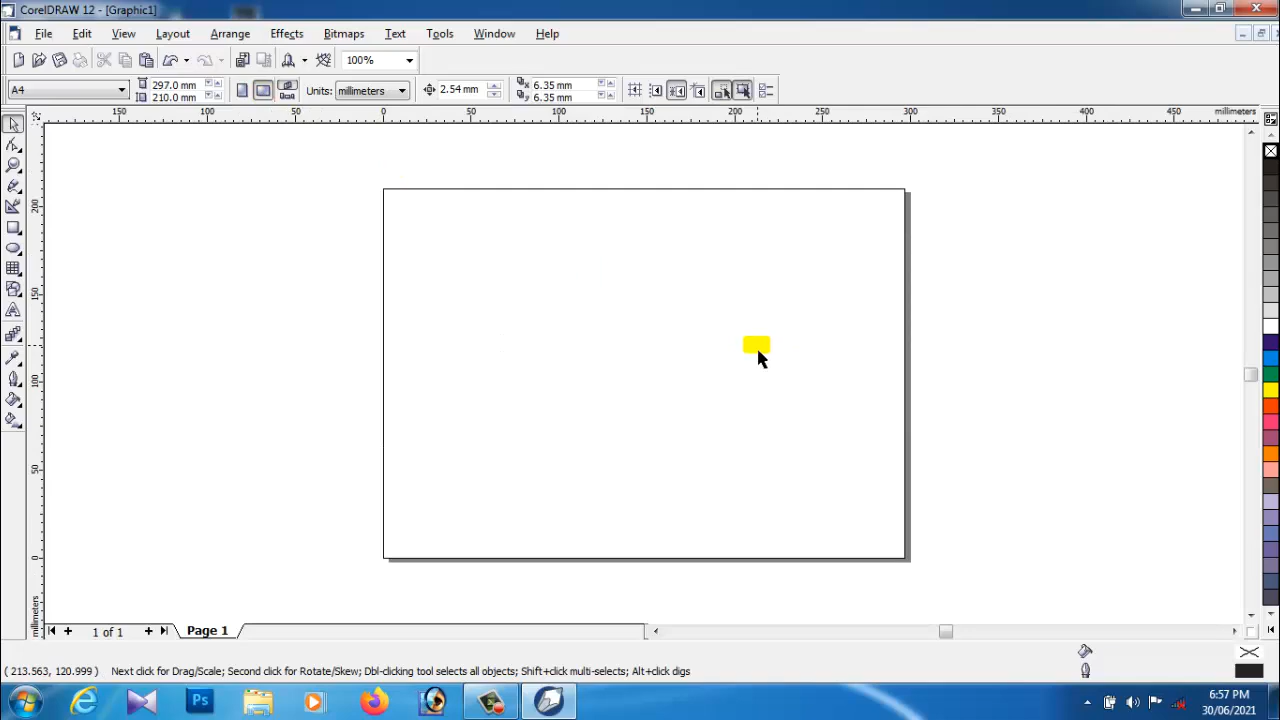 CorelDRAW 12 - [Graphic1]
File Edit View Layout Arrange Effects Bitmaps Text Tools Window Help
100%
A4 297.0 mm 210.0 mm Units: millimeters 2.54 mm 6.35 mm 6.35 mm
150 100 50 0 50 100 150 200 250 300 350 400 450 millimeters
200
150
100
50
0
millimeters
1 of 1 Page 1
( 213.563, 120.999 ) Next click for Drag/Scale; Second click for Rotate/Skew; Dbl-clicking tool selects all objects; Shift+click multi-selects; Alt+click digs
Ps
6:57 PM
30/06/2021